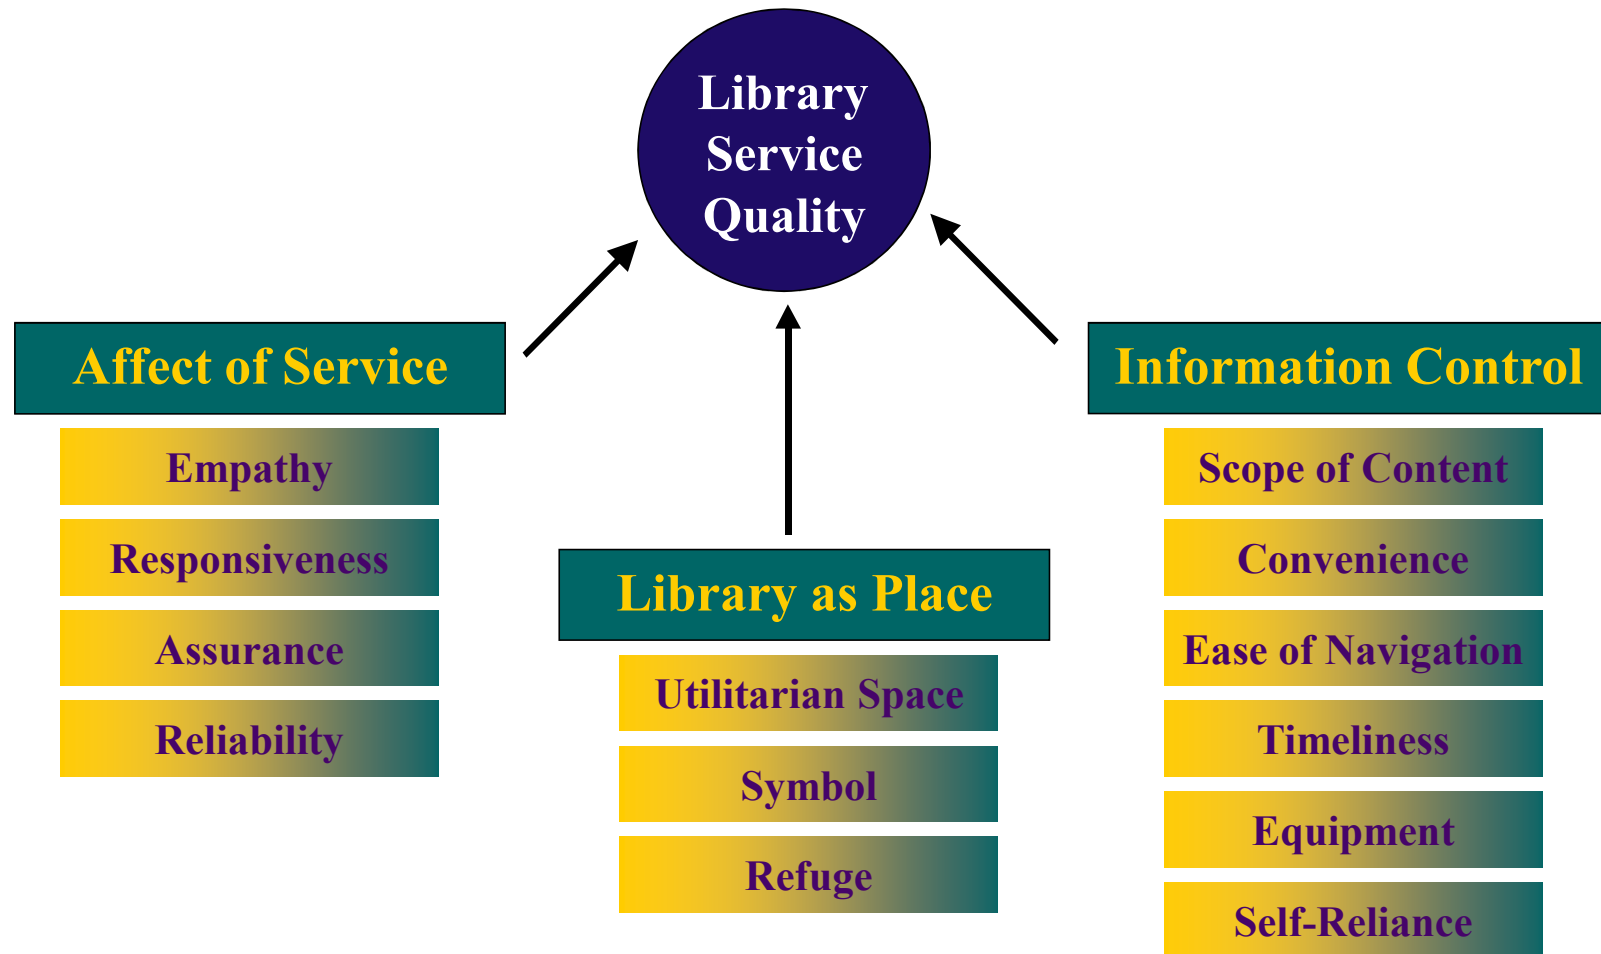 Library
Service
Quality
Affect of Service
Empathy
Responsiveness
Assurance
Reliability
Library as Place
Utilitarian Space
Symbol
Refuge
Information Control
Scope of Content
Convenience
Ease of Navigation
Timeliness
Equipment
Self-Reliance